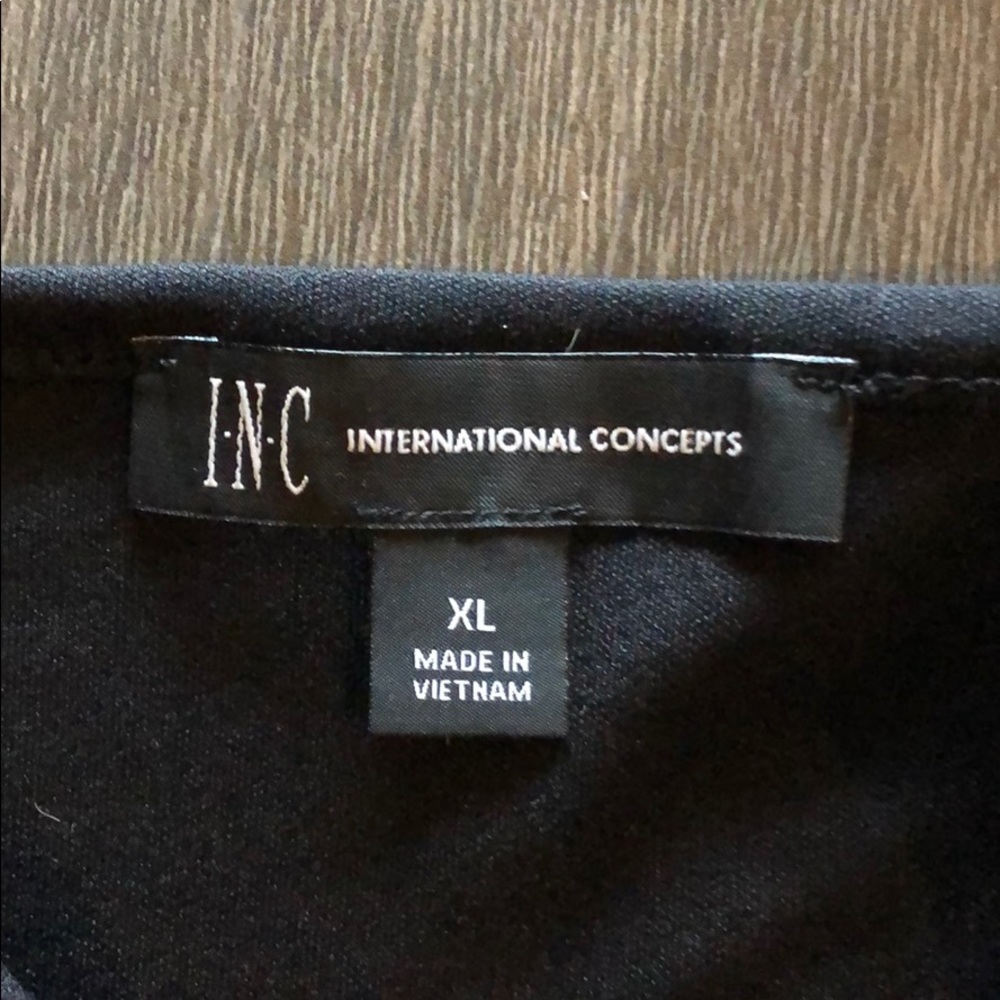 I·N·C INTERNATIONAL CONCEPTS
XL
MADE IN
VIETNAM